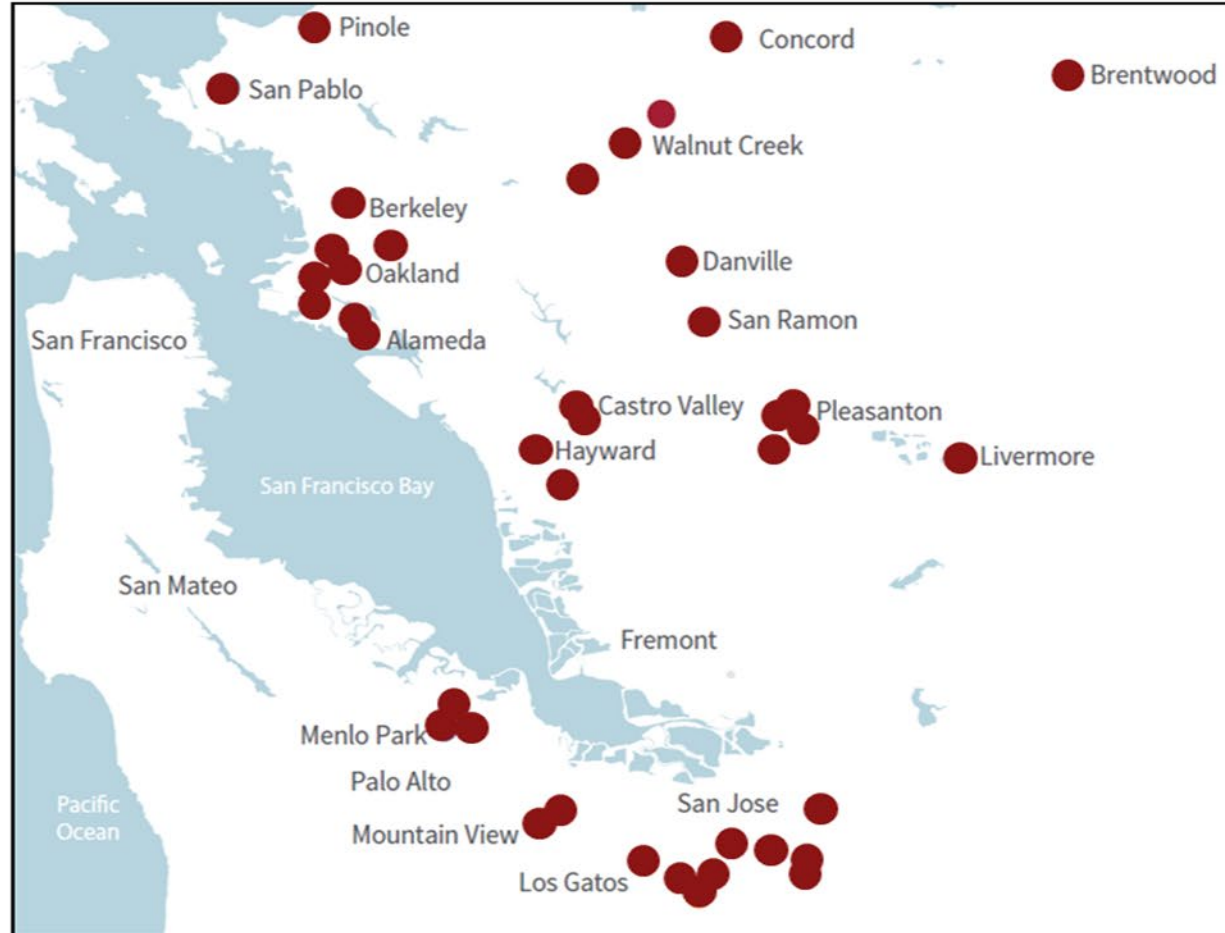 Pinole
Concord
Brentwood
San Pablo
Walnut Creek
Berkeley
Danville
Oakland
San Ramon
San Francisco
Alameda
Castro Valley
Pleasanton
Hayward
Livermore
San Francisco Bay
San Mateo
Fremont
Menlo Park
Palo Alto
San Jose
Pacific
Ocean
Mountain View
Los Gatos